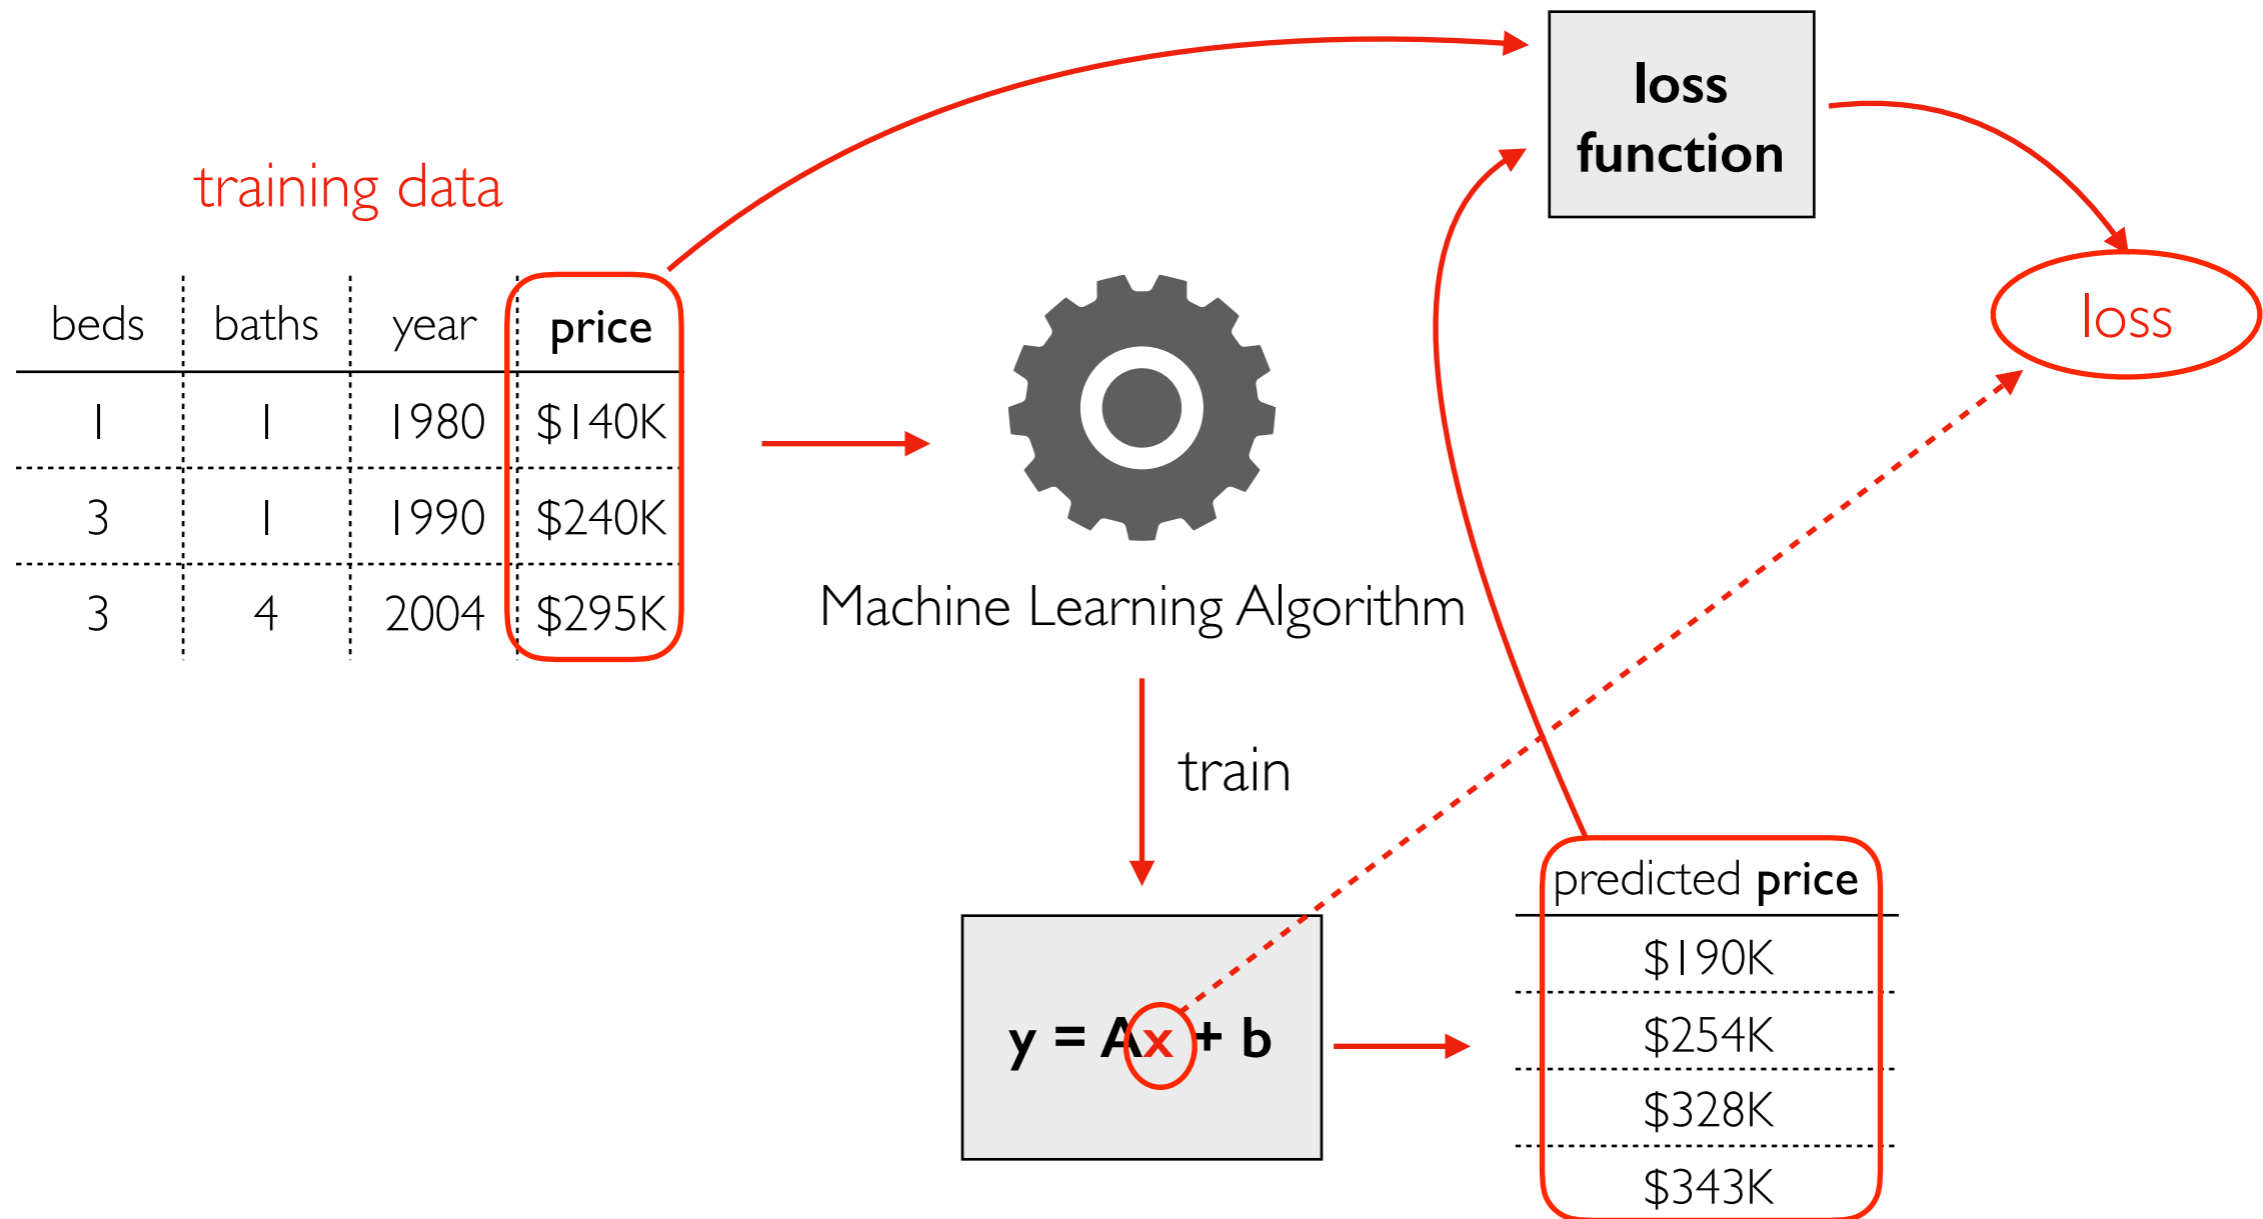 loss
function
training data
loss
beds baths year price
1 1 1980 $140K
3 1 1990 $240K
3 4 2004 $295K
Machine Learning Algorithm
train
predicted price
$190K
$254K
y = Ax + b
$328K
$343K